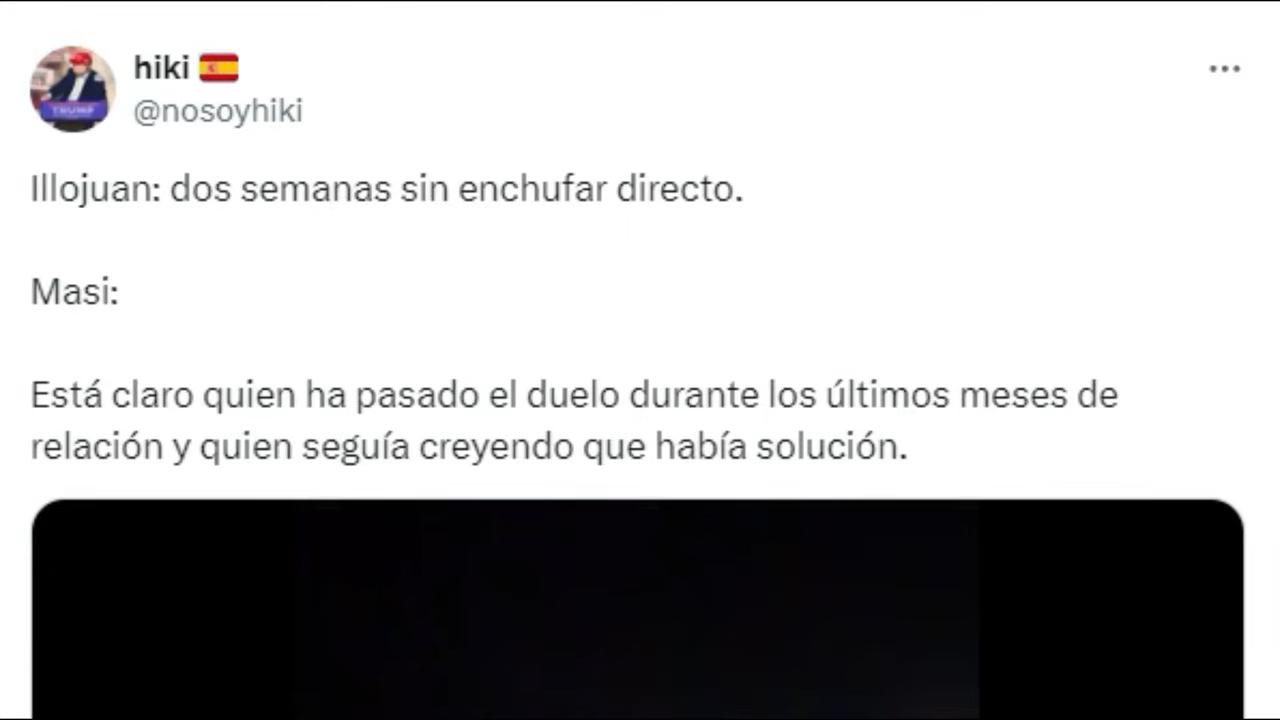 hiki 🇪🇸
@nosoyhiki
Illojuan: dos semanas sin enchufar directo.
Masi:
Está claro quien ha pasado el duelo durante los últimos meses de
relación y quien seguía creyendo que había solución.
TRUMP